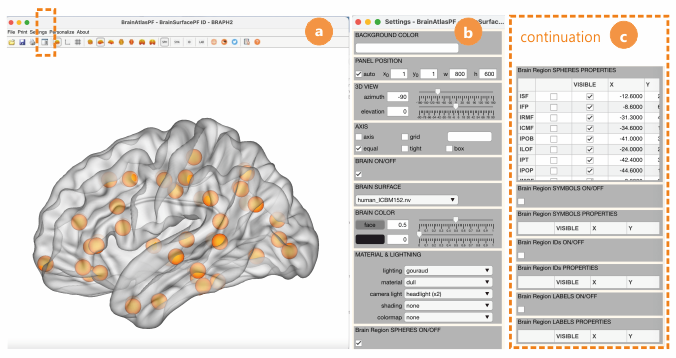 BrainAtlasPF - BrainSurfacePF ID - BRAPH2
File Print Settings Personalize About
a
Settings - BrainAtlasPF - BrainSurfac...
b
BACKGROUND COLOR
PANEL POSITION
auto x0 1 y0 1 w 800 h 600
3D VIEW
azimuth -90
elevation 0
AXIS
axis grid
equal tight box
BRAIN ON/OFF
BRAIN SURFACE
human_ICBM152.nv
BRAIN COLOR
face 0.5
0
MATERIAL & LIGHTNING
lighting gouraud
material dull
camera light headlight (x2)
shading none
colormap none
Brain Region SPHERES ON/OFF
continuation c
Brain Region SPHERES PROPERTIES
VISIBLE X Y
ISF -12.6000
IFP -8.6000
IRMF -31.3000
ICMF -34.6000
IPOB -41.0000
ILOF -24.0000
IPT -42.4000
IPOP -44.6000
Brain Region SYMBOLS ON/OFF
Brain Region SYMBOLS PROPERTIES
VISIBLE X Y
Brain Region IDs ON/OFF
Brain Region IDs PROPERTIES
VISIBLE X Y
Brain Region LABELS ON/OFF
Brain Region LABELS PROPERTIES
VISIBLE X Y